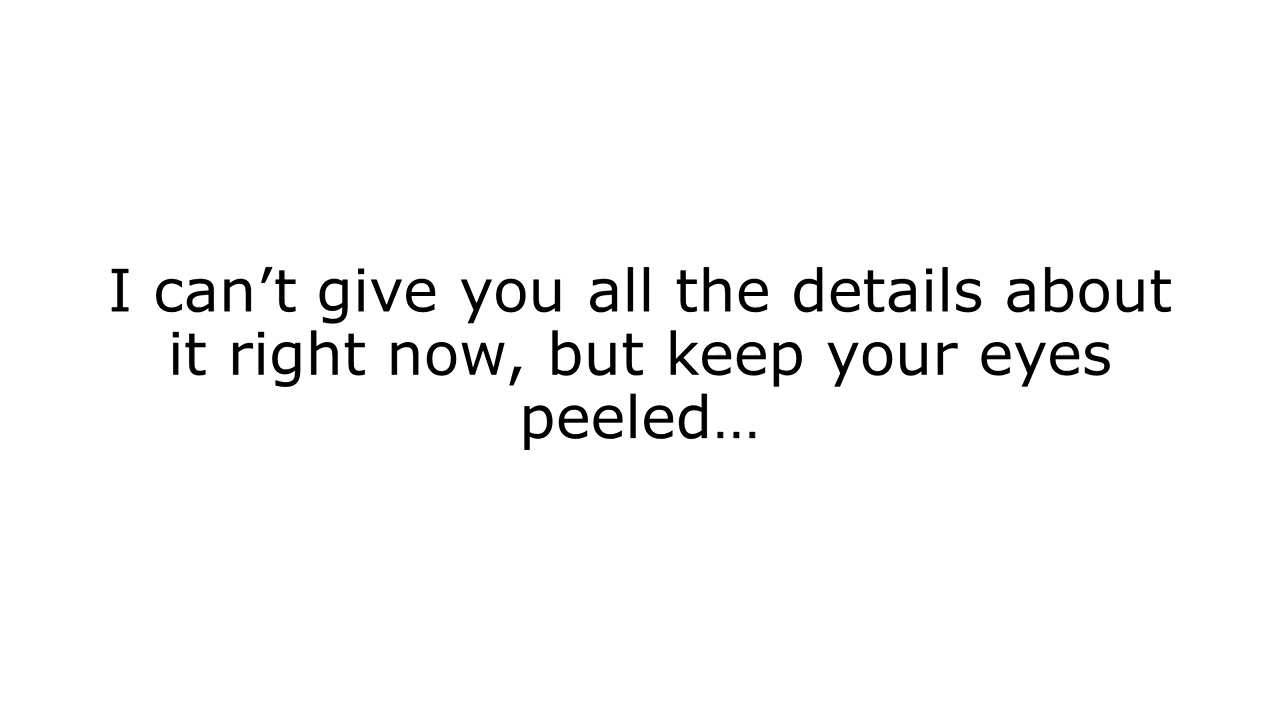 I can’t give you all the details about
it right now, but keep your eyes
peeled…